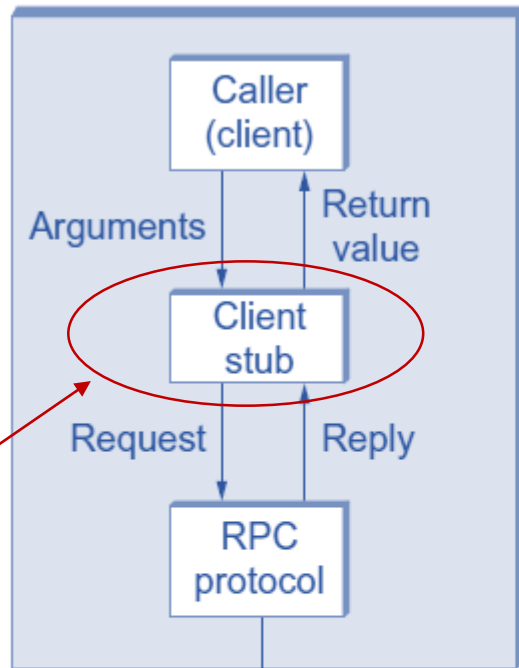 Caller
(client)
Arguments
Return
value
Client
stub
Request
Reply
RPC
protocol